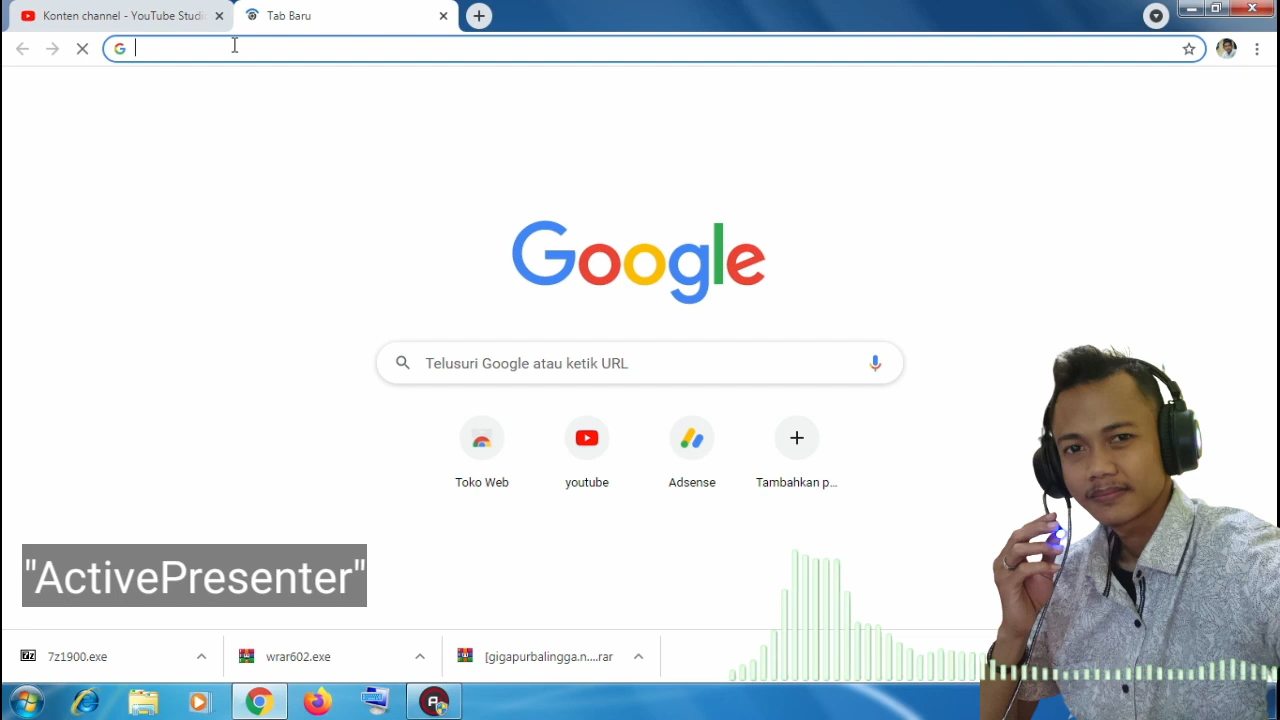 Konten channel - YouTube Studi
Tab Baru
Google
Telusuri Google atau ketik URL
Toko Web
youtube
Adsense
Tambahkan p...
"ActivePresenter"
7z1900.exe
wrar602.exe
[gigapurbalingga.n....rar